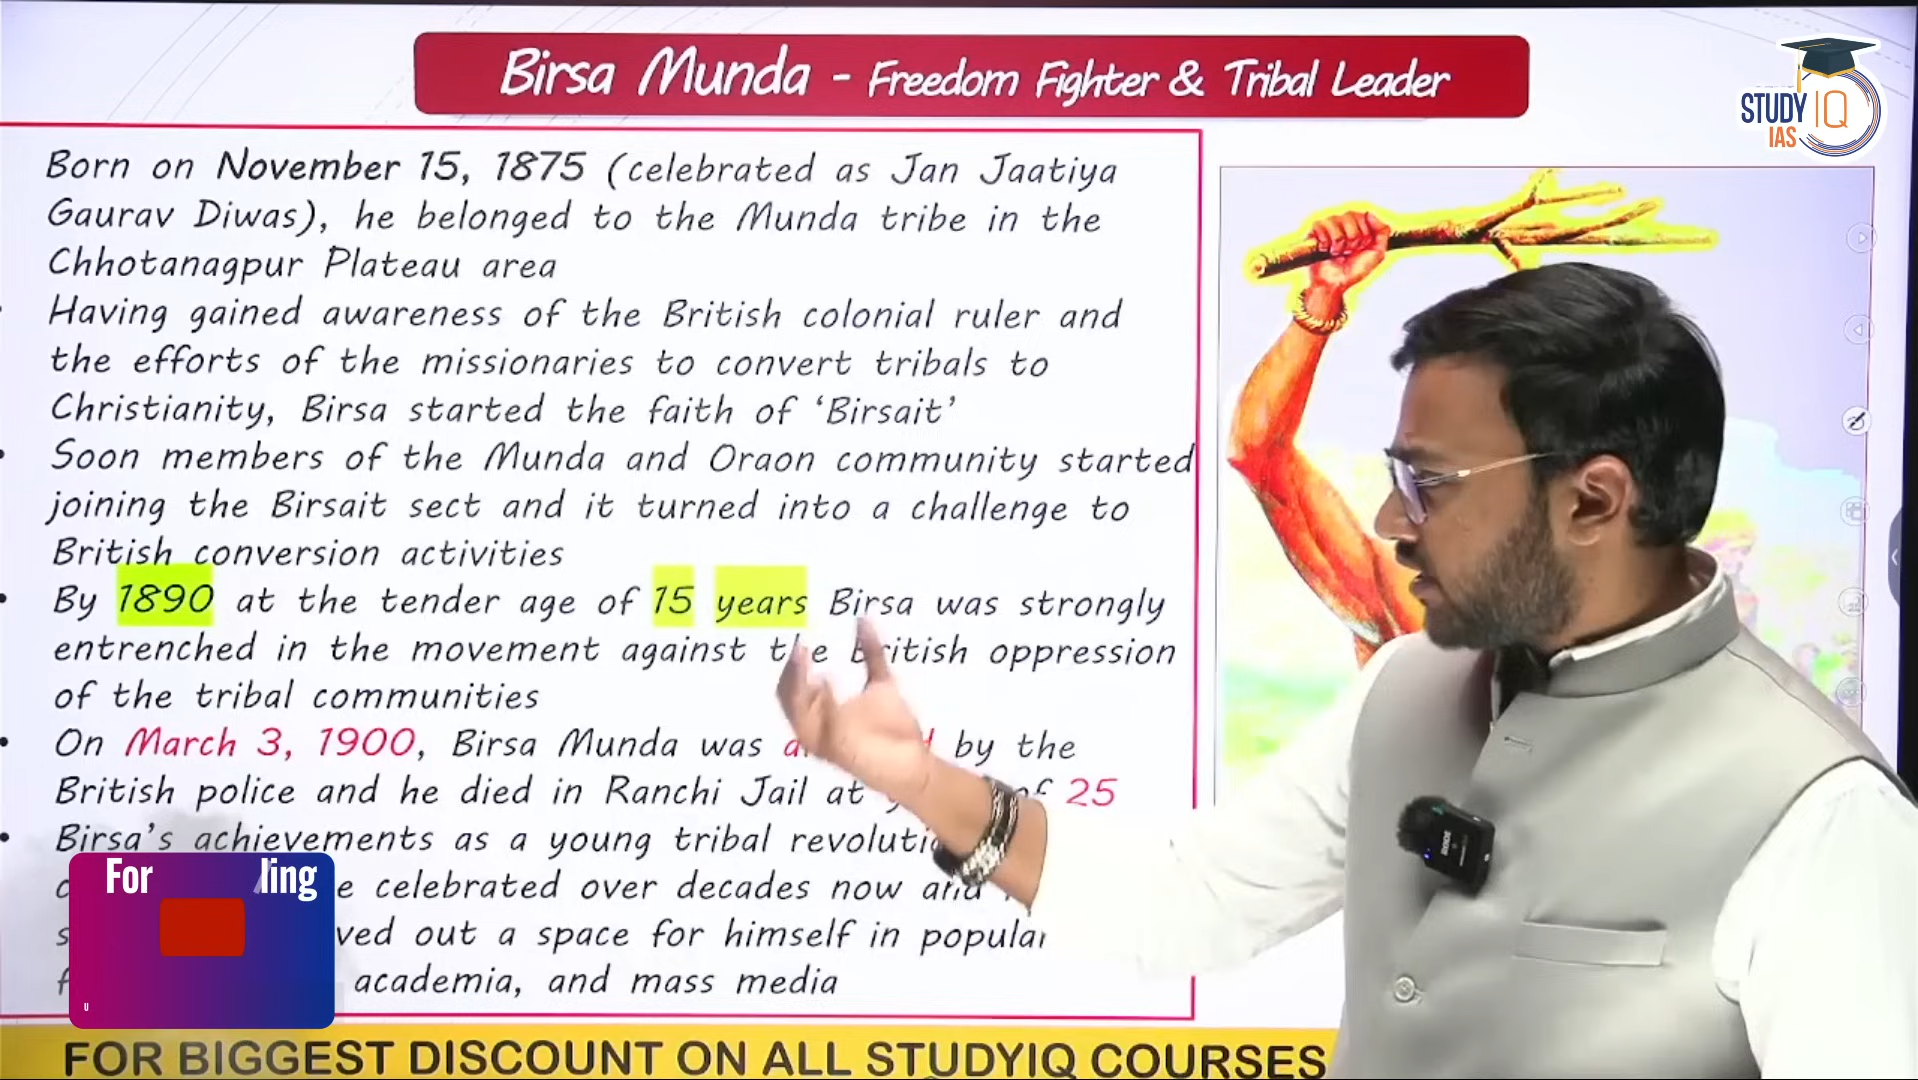 Birsa Munda - Freedom Fighter & Tribal Leader
STUDY IQ
IAS
Born on November 15, 1875 (celebrated as Jan Jaatiya
Gaurav Diwas), he belonged to the Munda tribe in the
Chhotanagpur Plateau area
Having gained awareness of the British colonial ruler and
the efforts of the missionaries to convert tribals to
Christianity, Birsa started the faith of ‘Birsait’
Soon members of the Munda and Oraon community started
joining the Birsait sect and it turned into a challenge to
British conversion activities
By 1890 at the tender age of 15 years Birsa was strongly
entrenched in the movement against the British oppression
of the tribal communities
On March 3, 1900, Birsa Munda was by the
British police and he died in Ranchi Jail at of 25
Birsa’s achievements as a young tribal
celebrated over decades now
out a space for himself in popular
academia, and mass media
For
FOR BIGGEST DISCOUNT ON ALL STUDYIQ COURSES